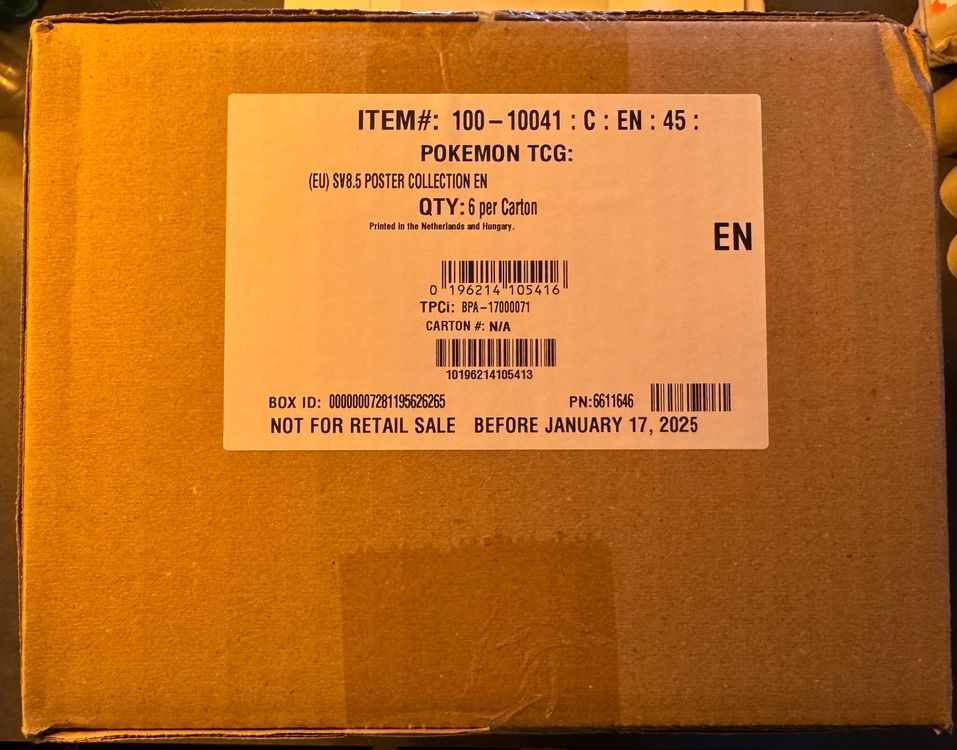 ITEM#: 100-10041 : C : EN : 45 :
POKEMON TCG:
(EU) SV8.5 POSTER COLLECTION EN
QTY: 6 per Carton
Printed in the Netherlands and Hungary.
EN
0 196214 105416
TPCi: BPA-17000071
CARTON #: N/A
10196214105413
BOX ID: 00000007281195626265 PN:6611646
NOT FOR RETAIL SALE BEFORE JANUARY 17, 2025